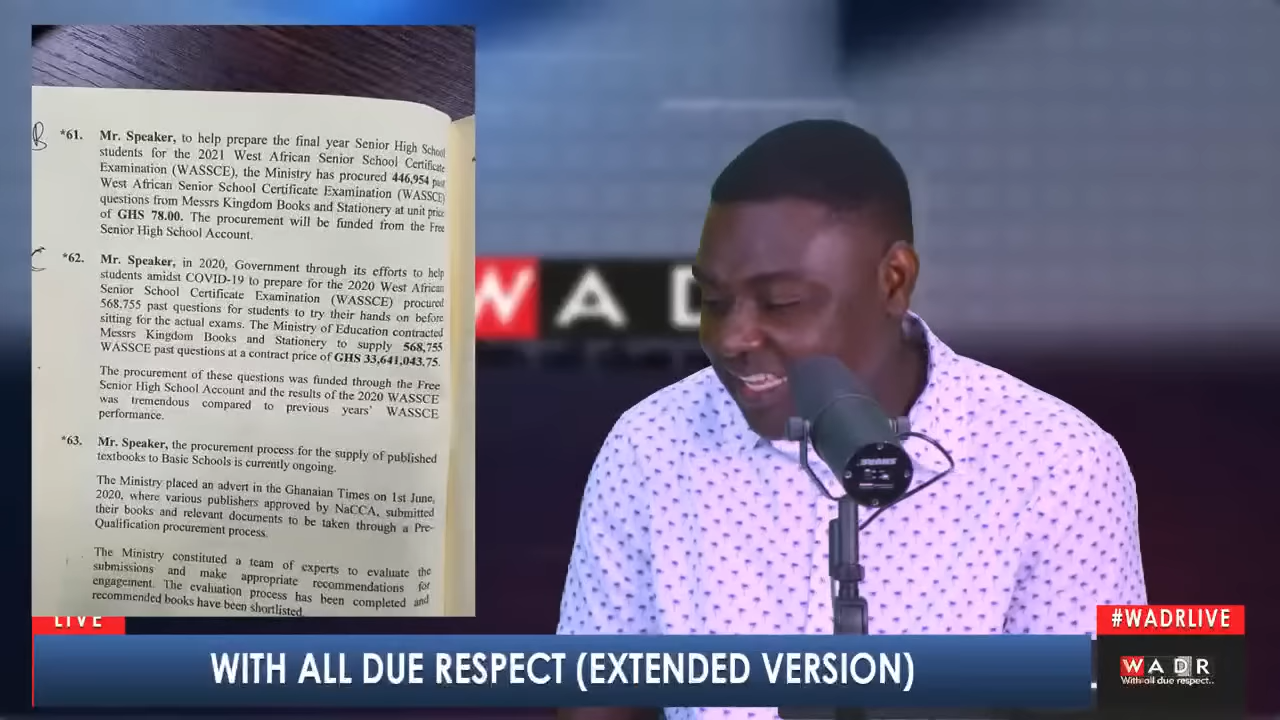 *61. Mr. Speaker, to help prepare the final year Senior High School
students for the 2021 West African Senior School Certificate
Examination (WASSCE), the Ministry has procured 446,954 past
West African Senior School Certificate Examination (WASSCE)
questions from Messrs Kingdom Books and Stationery at unit price
of GHS 78.00. The procurement will be funded from the Free
Senior High School Account.
*62. Mr. Speaker, in 2020, Government through its efforts to help
students amidst COVID-19 to prepare for the 2020 West African
Senior School Certificate Examination (WASSCE) procured
568.755 past questions for students to try their hands on before
sitting for the actual exams. The Ministry of Education contracted
Messrs Kingdom Books and Stationery to supply 568,755
WASSCE past questions at a contract price of GHS 33,641,043,75.
The procurement of these questions was funded through the Free
Senior High School Account and the results of the 2020 WASSCE
was tremendous compared to previous years' WASSCE
performance.
*63. Mr. Speaker, the procurement process for the supply of published
textbooks to Basic Schools is currently ongoing.
The Ministry placed an advert in the Ghanaian Times on 1st June,
2020, where various publishers approved by NaCCA, submitted
their books and relevant documents to be taken through a Pre-
Qualification procurement process.
The Ministry constituted a team of experts to evaluate the
submissions and make appropriate recommendations for
engagement. The evaluation process has been completed and
recommended books have been shortlisted.
W A D
SHURE
LIVE
#WADRLIVE
WITH ALL DUE RESPECT (EXTENDED VERSION)
W A D R
With all due respect..